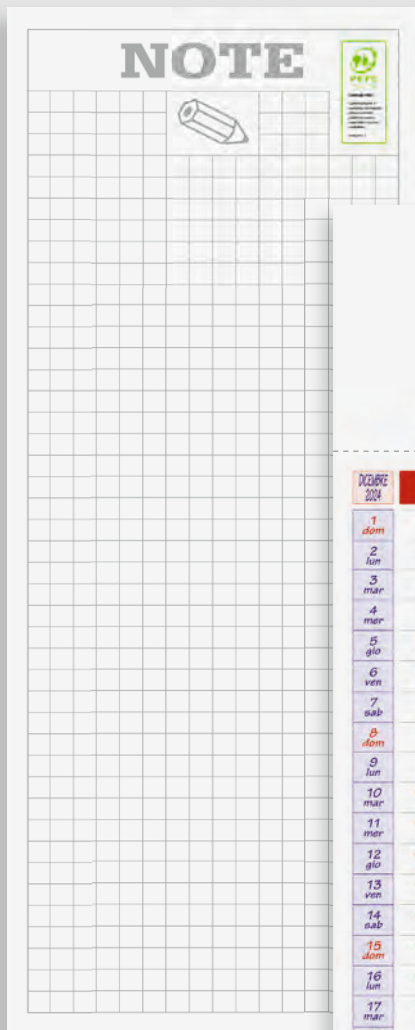 NOTE
PEFC
DICEMBRE
2024
1
dom
2
lun
3
mar
4
mer
5
gio
6
ven
7
sab
8
dom
9
lun
10
mar
11
mer
12
gio
13
ven
14
sab
15
dom
16
lun
17
mar